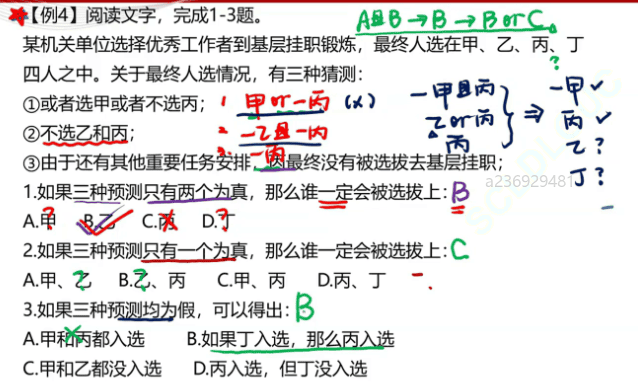 【例4】阅读文字，完成1-3题。 A且B→B→B or C。
某机关单位选择优秀工作者到基层挂职锻炼，最终人选在甲、乙、丙、丁
四人之中。关于最终人选情况，有三种猜测： ?
①或者选甲或者不选丙； 1. 甲or一丙 (×) 一甲且丙 一甲✓
②不选乙和丙； 2. 一乙且一丙 乙or丙 ⇒ 丙✓
3. 一丙 丙 乙?
③由于还有其他重要任务安排，丙最终没有被选拔去基层挂职； 丁?
a236929481
1.如果三种预测只有两个为真，那么谁一定会被选拔上：B
A.甲 B.乙 C.丙 D.丁
2.如果三种预测只有一个为真，那么谁一定会被选拔上：C
A.甲、乙 B.乙、丙 C.甲、丙 D.丙、丁
3.如果三种预测均为假，可以得出：B
A.甲和丙都入选 B.如果丁入选，那么丙入选
C.甲和乙都没入选 D.丙入选，但丁没入选